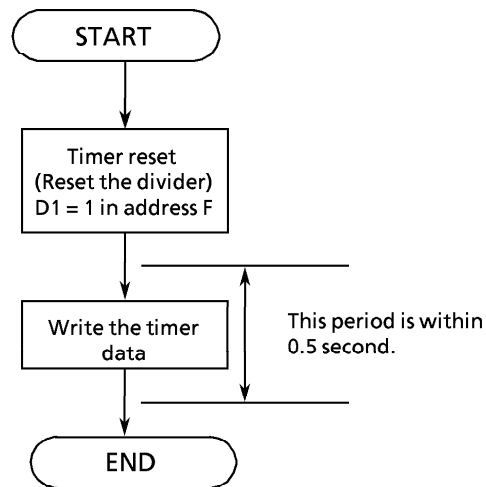 START
Timer reset
(Reset the divider)
D1 = 1 in address F
Write the timer
data
This period is within
0.5 second.
END